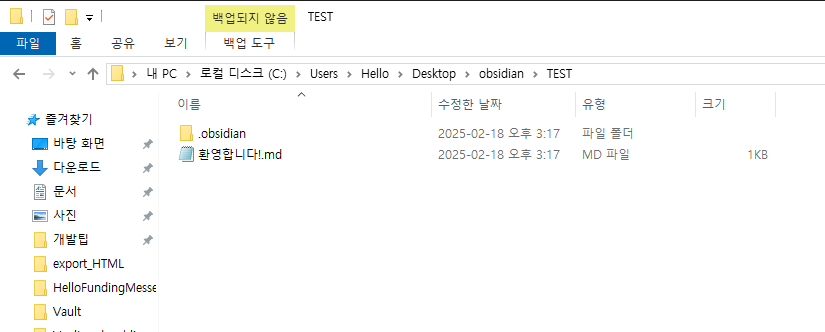 백업되지 않음 TEST
파일 홈 공유 보기 백업 도구
내 PC > 로컬 디스크 (C:) > Users > Hello > Desktop > obsidian > TEST
이름 수정한 날짜 유형 크기
즐겨찾기
바탕 화면
다운로드
문서
사진
개발팁
export_HTML
HelloFundingMesse
Vault
.obsidian 2025-02-18 오후 3:17 파일 폴더
환영합니다!.md 2025-02-18 오후 3:17 MD 파일 1KB